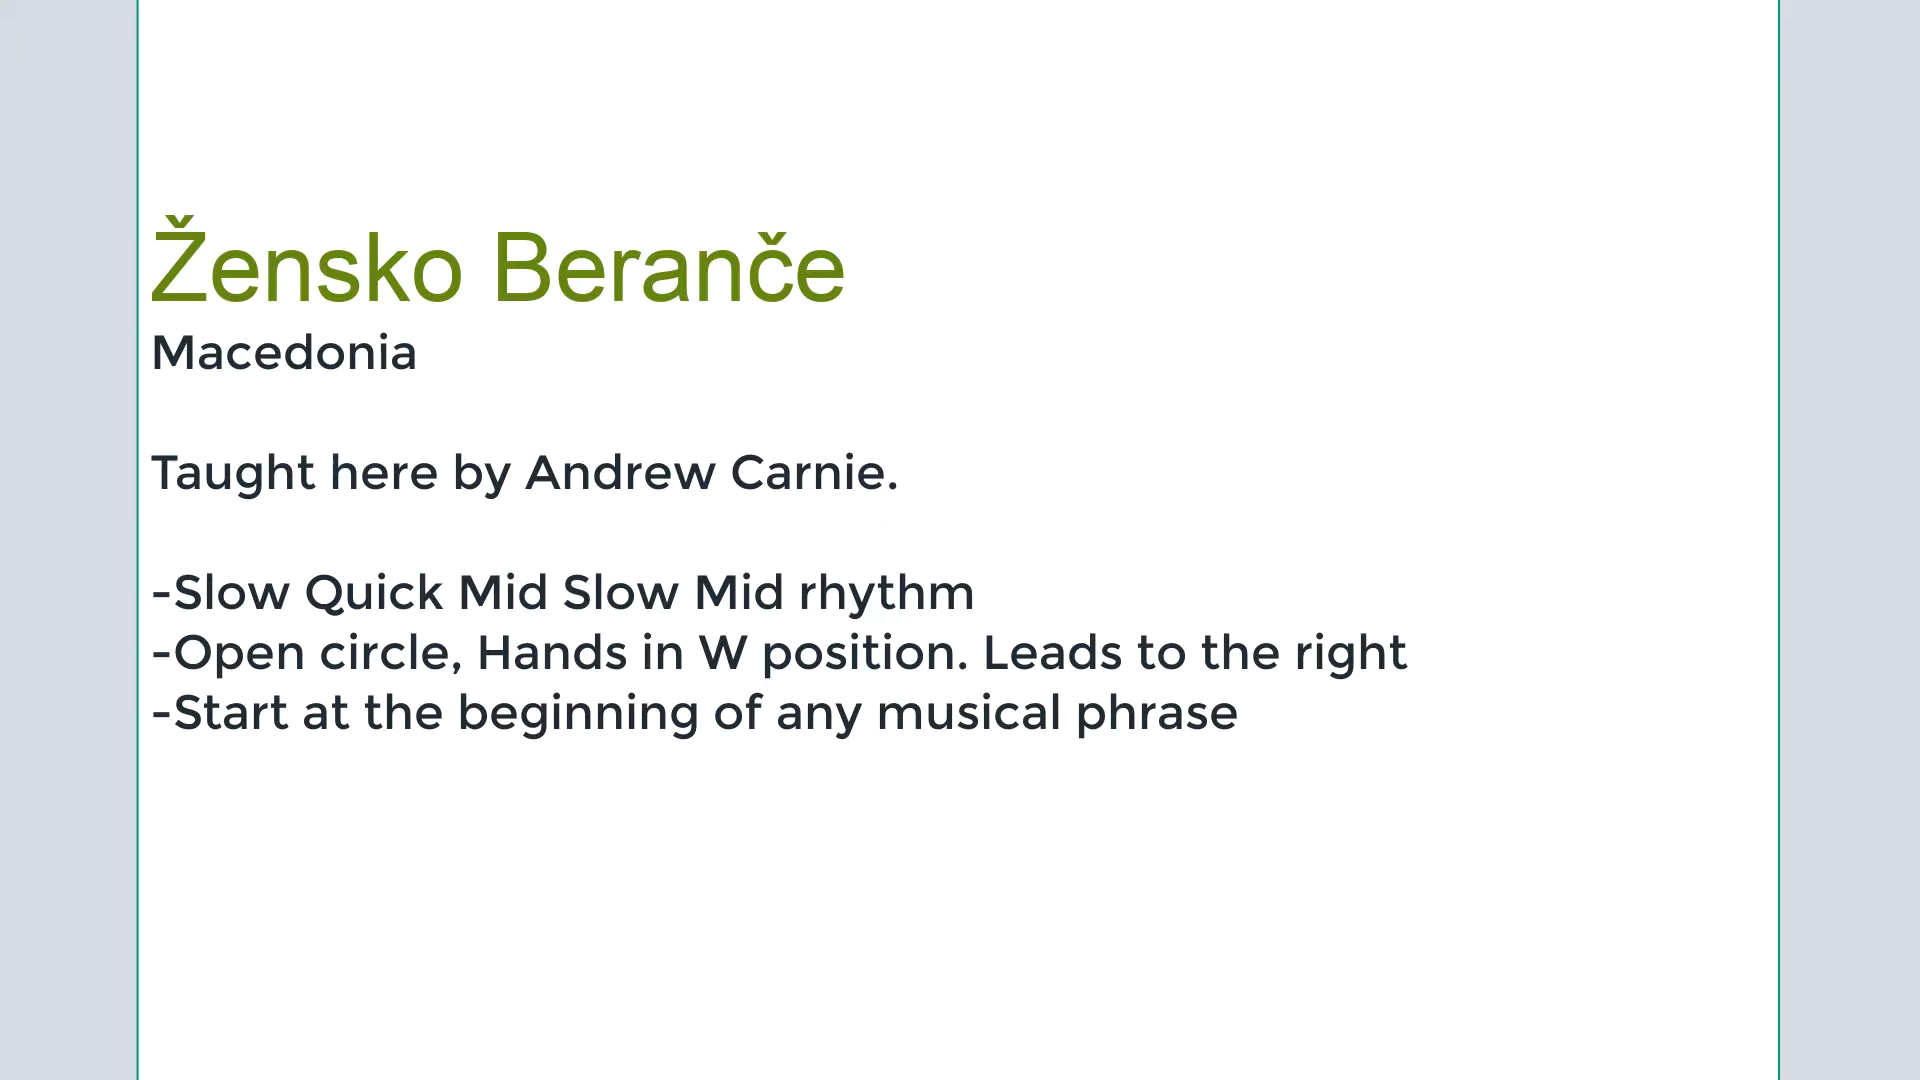 Žensko Beranče
Macedonia
Taught here by Andrew Carnie.
-Slow Quick Mid Slow Mid rhythm
-Open circle, Hands in W position. Leads to the right
-Start at the beginning of any musical phrase